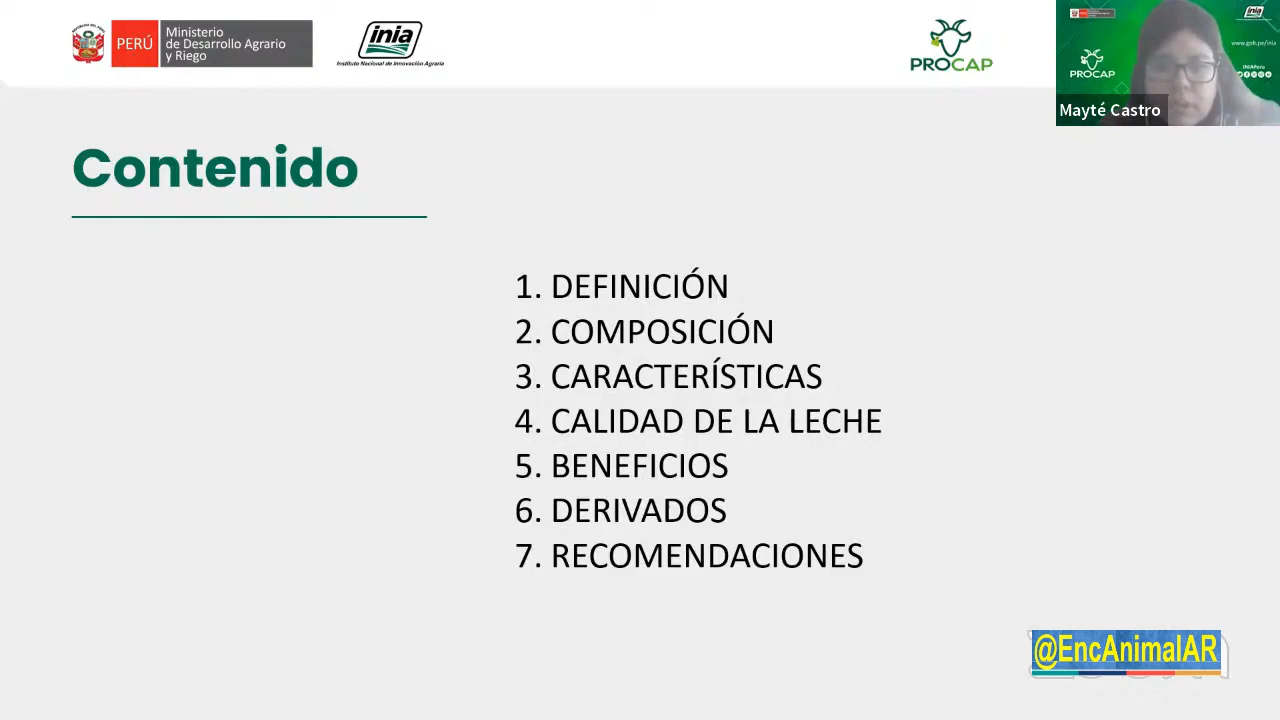 PERÚ
Ministerio
de Desarrollo Agrario
y Riego
inia
Instituto Nacional de Innovación Agraria
PROCAP
PROCAP
inia
www.gob.pe/inia
INIAPeru
Mayté Castro
Contenido
1. DEFINICIÓN
2. COMPOSICIÓN
3. CARACTERÍSTICAS
4. CALIDAD DE LA LECHE
5. BENEFICIOS
6. DERIVADOS
7. RECOMENDACIONES
@EncAnimalAR